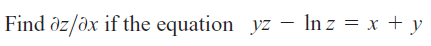 Find ∂z/∂x if the equation yz − ln z = x + y